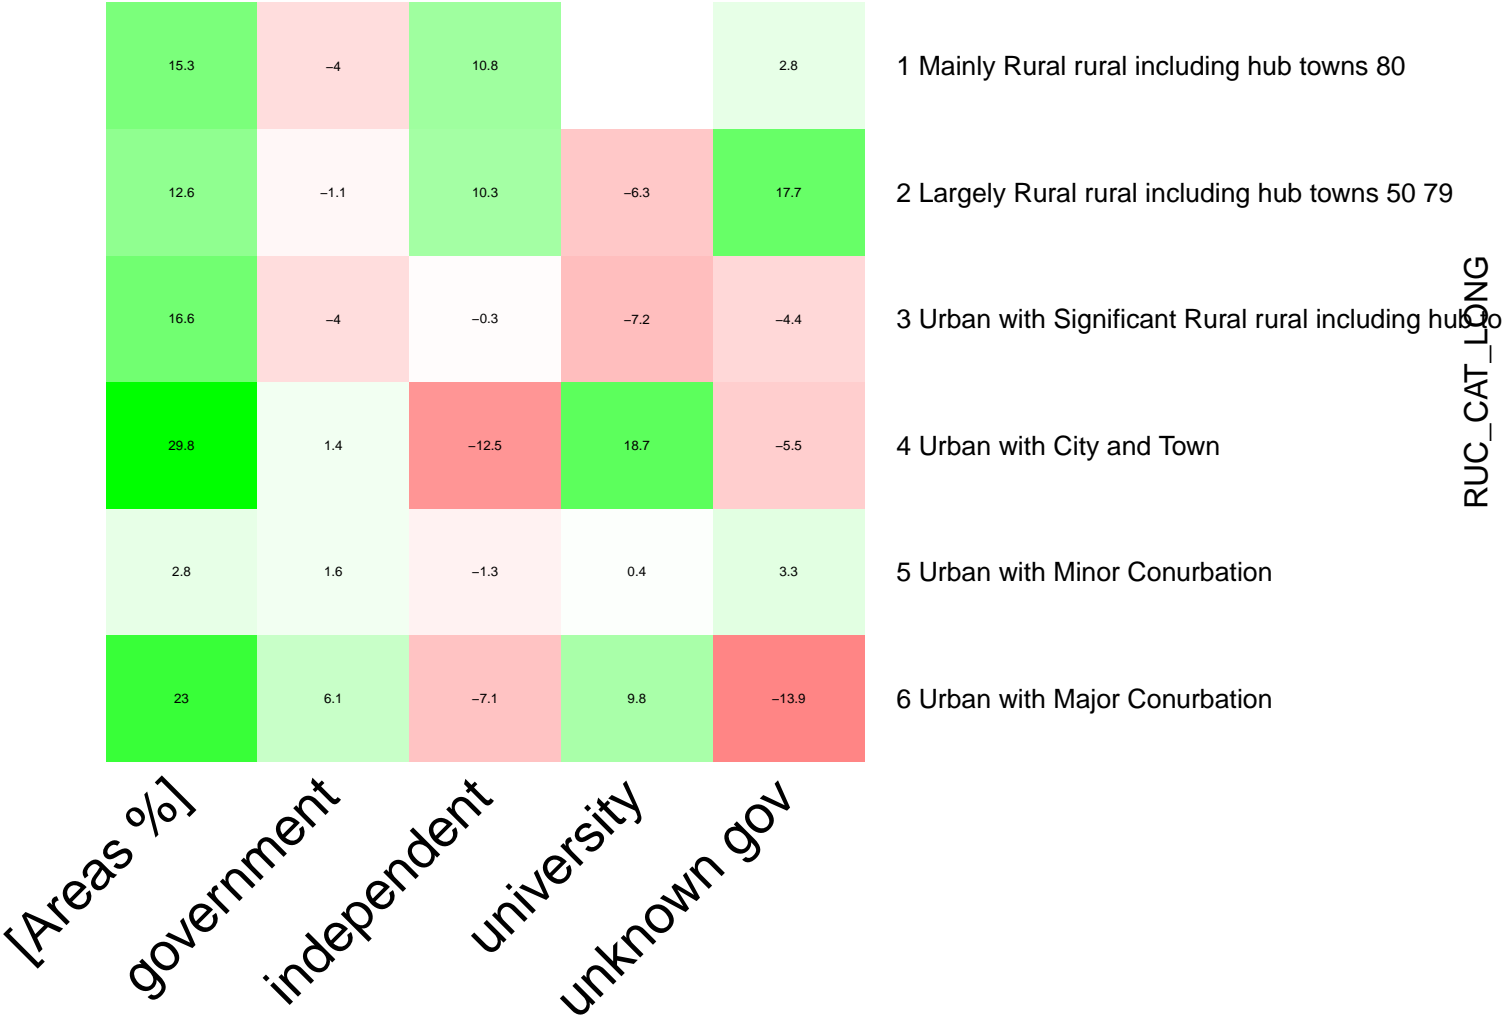 15.3 –4 10.8 2.8 1 Mainly Rural rural including hub towns 80
12.6 –1.1 10.3 –6.3 17.7 2 Largely Rural rural including hub towns 50 79
16.6 –4 –0.3 –7.2 –4.4 3 Urban with Significant Rural rural including hub to
29.8 1.4 –12.5 18.7 –5.5 4 Urban with City and Town
2.8 1.6 –1.3 0.4 3.3 5 Urban with Minor Conurbation
23 6.1 –7.1 9.8 –13.9 6 Urban with Major Conurbation
RUC_CAT_LONG
[Areas %]
government
independent
university
unknown gov